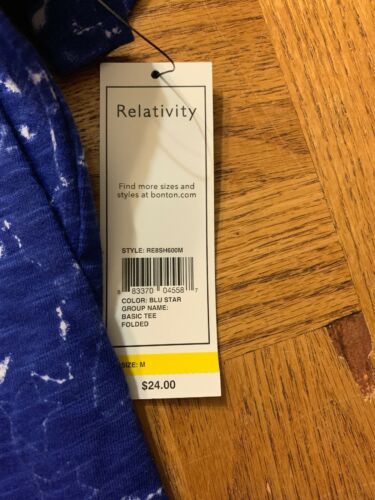 Relativity
Find more sizes and
styles at bonton.com
STYLE: RE8SH600M
8 83370 04558 7
COLOR: BLU STAR
GROUP NAME:
BASIC TEE
FOLDED
SIZE: M
$24.00